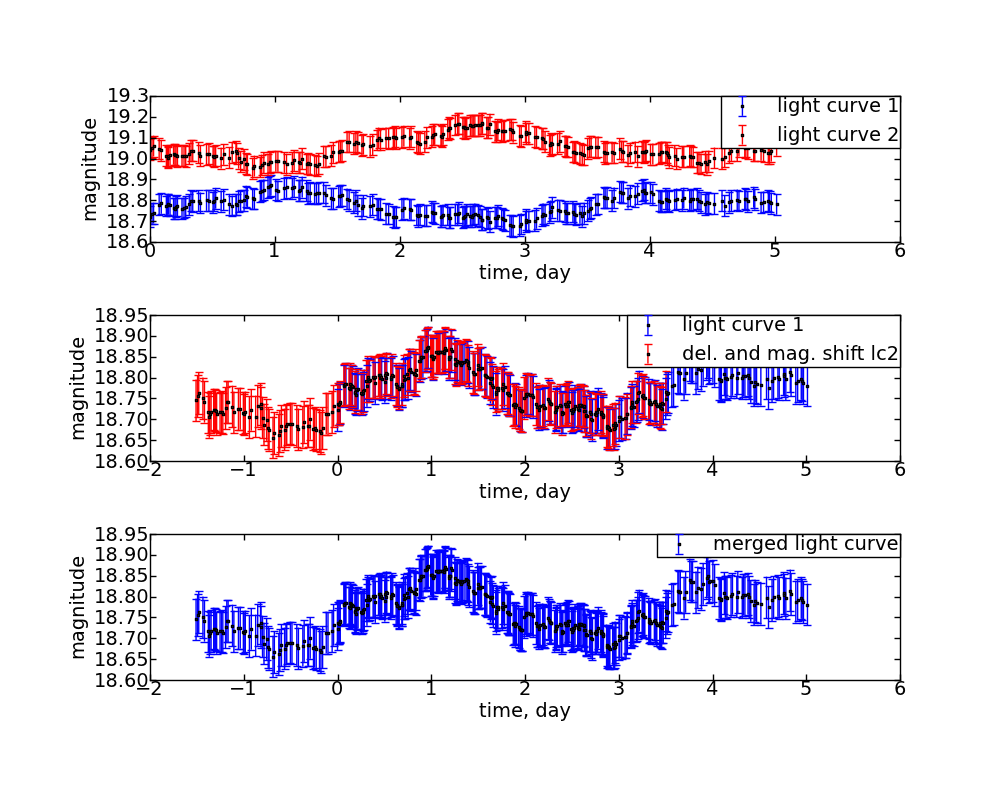 19.3
19.2
19.1
19.0
18.9
18.8
18.7
18.6
magnitude
light curve 1
light curve 2
0 1 2 3 4 5 6
time, day
18.95
18.90
18.85
18.80
18.75
18.70
18.65
18.60
magnitude
light curve 1
del. and mag. shift lc2
−2 −1 0 1 2 3 4 5 6
time, day
18.95
18.90
18.85
18.80
18.75
18.70
18.65
18.60
magnitude
merged light curve
−2 −1 0 1 2 3 4 5 6
time, day